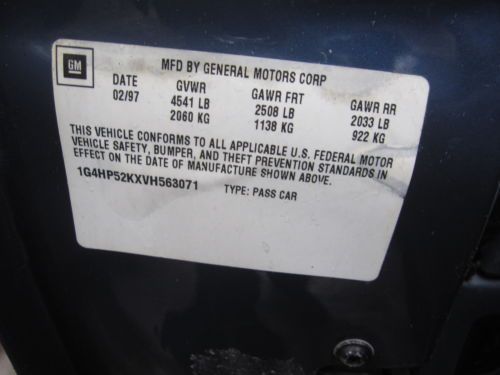 GM
MFD BY GENERAL MOTORS CORP
DATE GVWR GAWR FRT GAWR RR
02/97 4541 LB 2508 LB 2033 LB
2060 KG 1138 KG 922 KG
THIS VEHICLE CONFORMS TO ALL APPLICABLE U.S. FEDERAL MOTOR
VEHICLE SAFETY, BUMPER, AND THEFT PREVENTION STANDARDS IN
EFFECT ON THE DATE OF MANUFACTURE SHOWN ABOVE.
1G4HP52KXVH563071 TYPE: PASS CAR